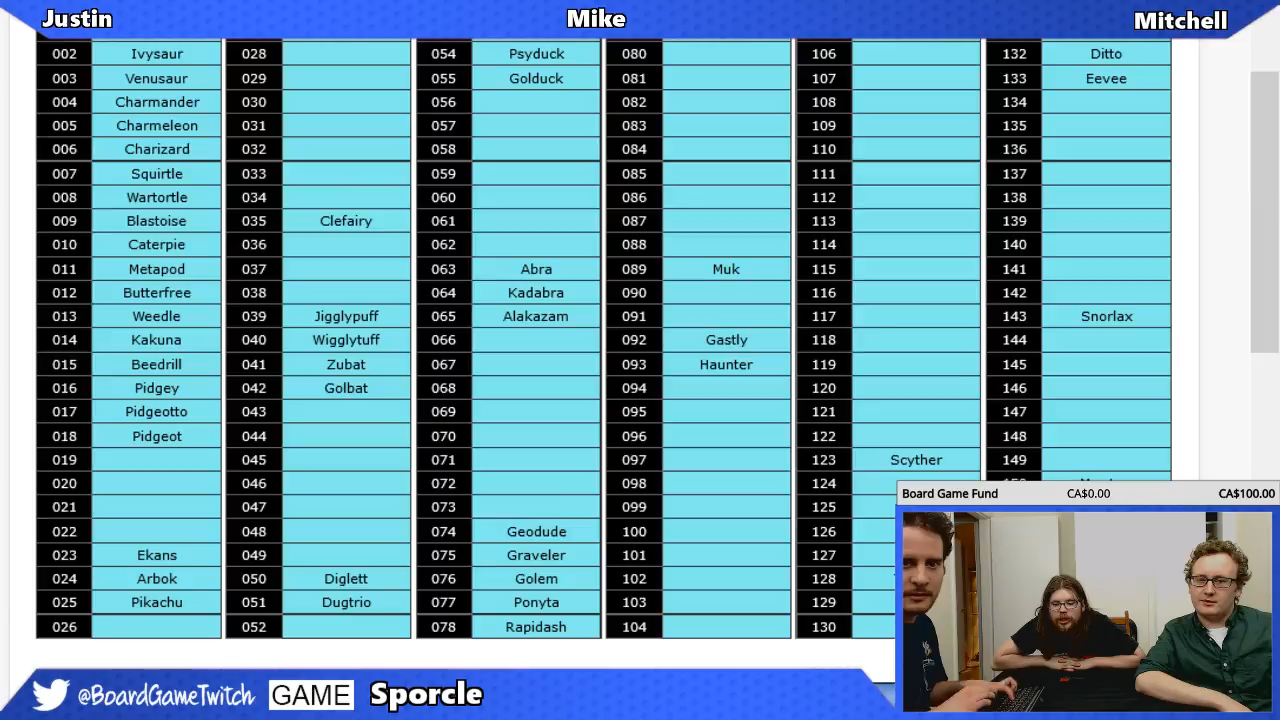 Justin Mike Mitchell
002 Ivysaur 028 054 Psyduck 080 106 132 Ditto
003 Venusaur 029 055 Golduck 081 107 133 Eevee
004 Charmander 030 056 082 108 134
005 Charmeleon 031 057 083 109 135
006 Charizard 032 058 084 110 136
007 Squirtle 033 059 085 111 137
008 Wartortle 034 060 086 112 138
009 Blastoise 035 Clefairy 061 087 113 139
010 Caterpie 036 062 088 114 140
011 Metapod 037 063 Abra 089 Muk 115 141
012 Butterfree 038 064 Kadabra 090 116 142
013 Weedle 039 Jigglypuff 065 Alakazam 091 117 143 Snorlax
014 Kakuna 040 Wigglytuff 066 092 Gastly 118 144
015 Beedrill 041 Zubat 067 093 Haunter 119 145
016 Pidgey 042 Golbat 068 094 120 146
017 Pidgeotto 043 069 095 121 147
018 Pidgeot 044 070 096 122 148
019 045 071 097 123 Scyther 149
020 046 072 098 124
021 047 073 099 125
022 048 074 Geodude 100 126
023 Ekans 049 075 Graveler 101 127
024 Arbok 050 Diglett 076 Golem 102 128
025 Pikachu 051 Dugtrio 077 Ponyta 103 129
026 052 078 Rapidash 104 130
Board Game Fund CA$0.00 CA$100.00
@BoardGameTwitch GAME Sporcle